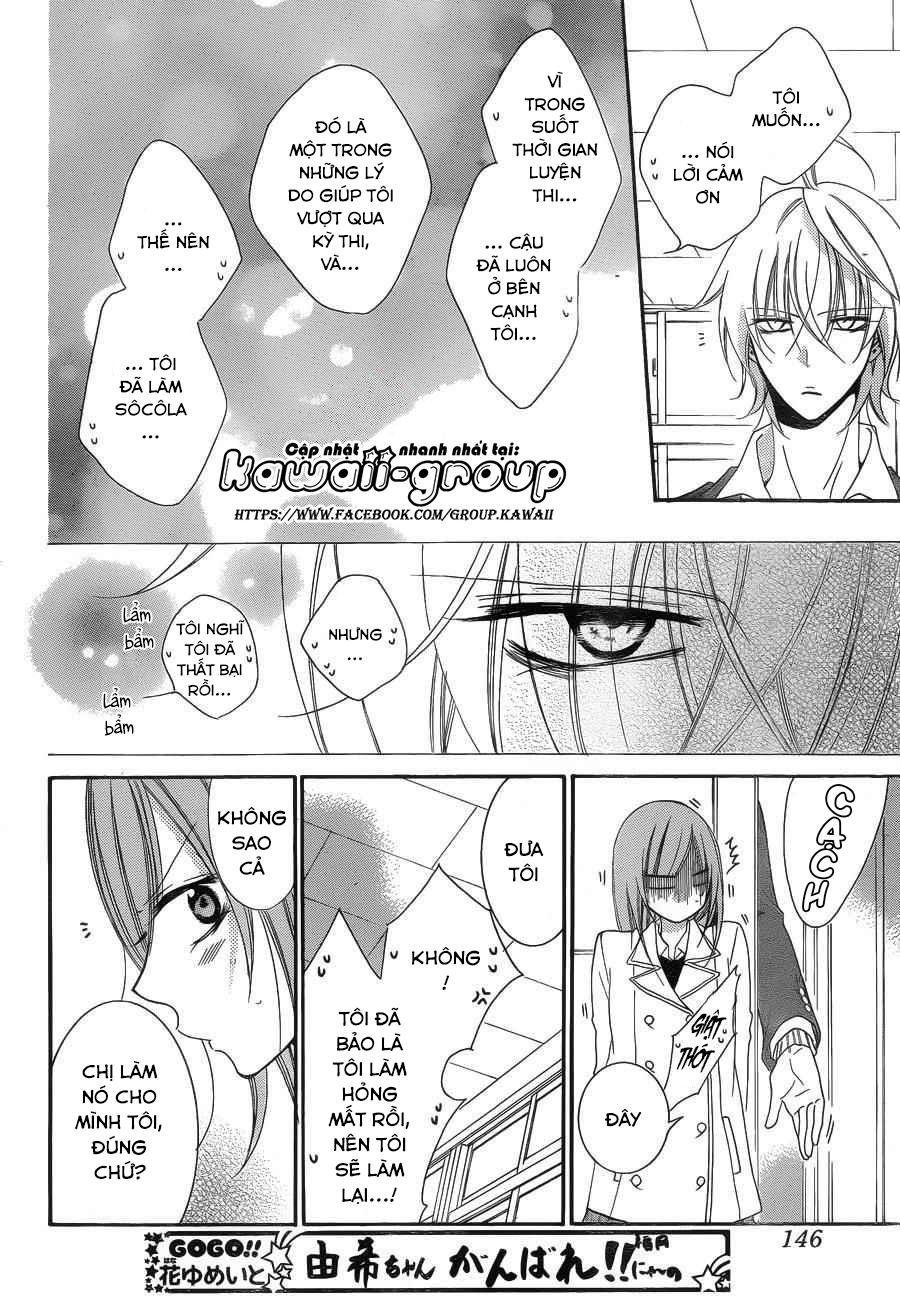 TÔI
MUỐN...
... NÓI
LỜI CẢM
ƠN
VÌ
TRONG
SUỐT
THỜI GIAN
LUYỆN
THI...
... CẬU
ĐÃ LUÔN
Ở BÊN
CẠNH
TÔI.
ĐÓ LÀ
MỘT TRONG
NHỮNG LÝ
DO GIÚP TÔI
VƯỢT QUA
KỲ THI,
VÀ...
...
THẾ NÊN
...
... TÔI
ĐÃ LÀM
SÔCÔLA
...
Cập nhật nhanh nhất tại:
kawaii-group
HTTPS://WWW.FACEBOOK.COM/GROUP.KAWAII
NHƯNG
...
TÔI NGHĨ
TÔI ĐÃ
THẤT BẠI
RỒI...
Lẩm
bẩm
Lẩm
bẩm
CẠCH
GIẬT
THÓT
ĐÂY
ĐƯA
TÔI
KHÔNG
!
TÔI ĐÃ
BẢO LÀ
TÔI LÀM
HỎNG
MẤT RỒI,
NÊN TÔI
SẼ LÀM
LẠI...!
KHÔNG
SAO
CẢ
CHỊ LÀM
NÓ CHO
MÌNH TÔI,
ĐÚNG
CHỨ?
146
GOGO!!
花ゆめいと
はな
由希ちゃん がんばれ!!